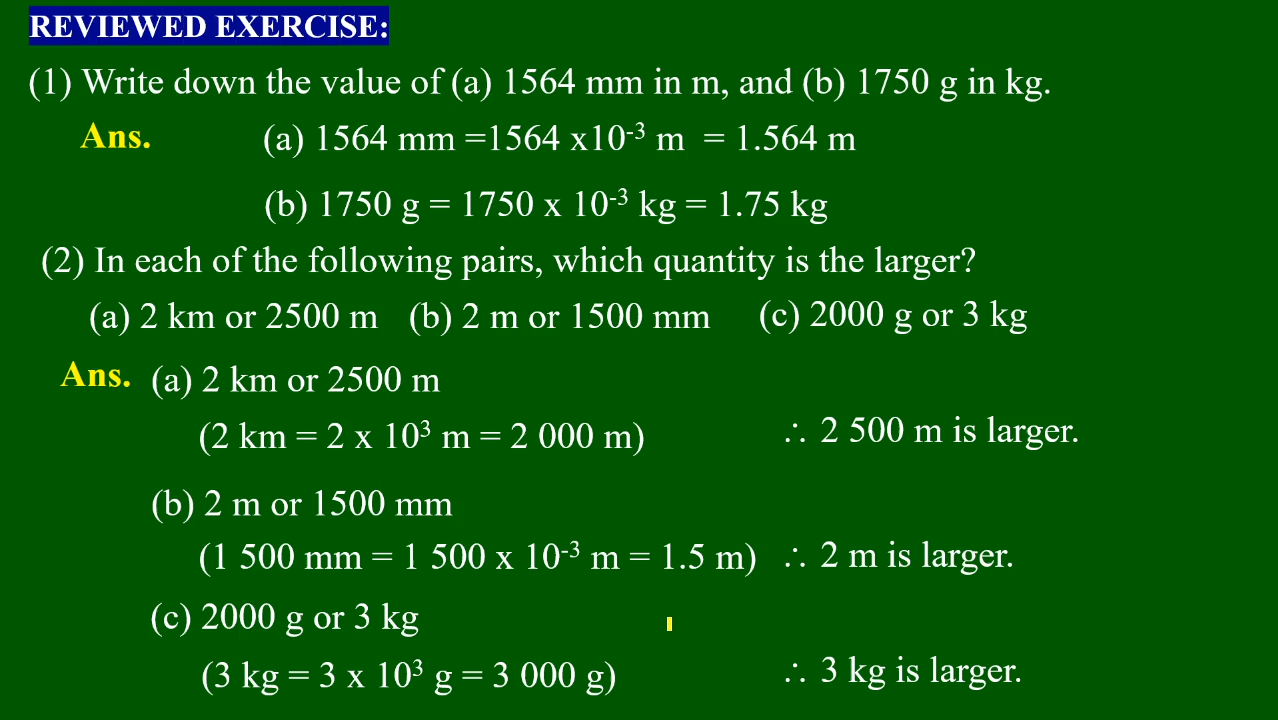 REVIEWED EXERCISE:
(1) Write down the value of (a) 1564 mm in m, and (b) 1750 g in kg.
Ans. (a) 1564 mm =1564 x10⁻³ m = 1.564 m
(b) 1750 g = 1750 x 10⁻³ kg = 1.75 kg
(2) In each of the following pairs, which quantity is the larger?
(a) 2 km or 2500 m (b) 2 m or 1500 mm (c) 2000 g or 3 kg
Ans. (a) 2 km or 2500 m
(2 km = 2 x 10³ m = 2 000 m) ∴ 2 500 m is larger.
(b) 2 m or 1500 mm
(1 500 mm = 1 500 x 10⁻³ m = 1.5 m) ∴ 2 m is larger.
(c) 2000 g or 3 kg
(3 kg = 3 x 10³ g = 3 000 g) ∴ 3 kg is larger.